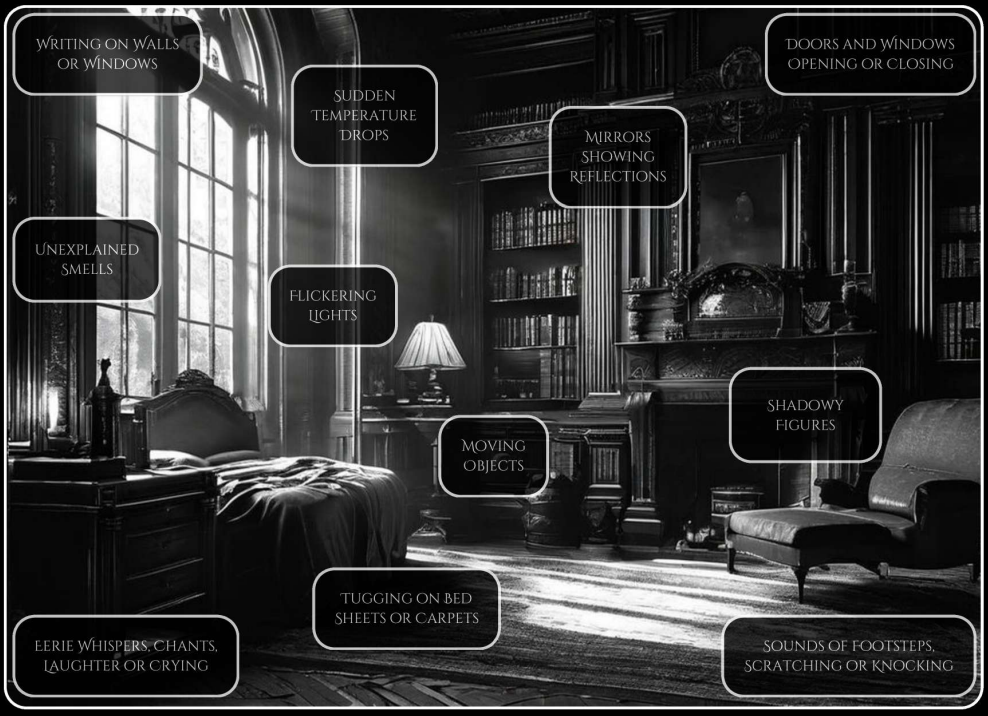 Writing on Walls
or Windows
Doors and Windows
Opening or Closing
Sudden
Temperature
Drops
Mirrors
Showing
Reflections
Unexplained
Smells
Flickering
Lights
Shadowy
Figures
Moving
Objects
Tugging on Bed
Sheets or Carpets
Eerie Whispers, Chants,
Laughter or Crying
Sounds of Footsteps,
Scratching or Knocking